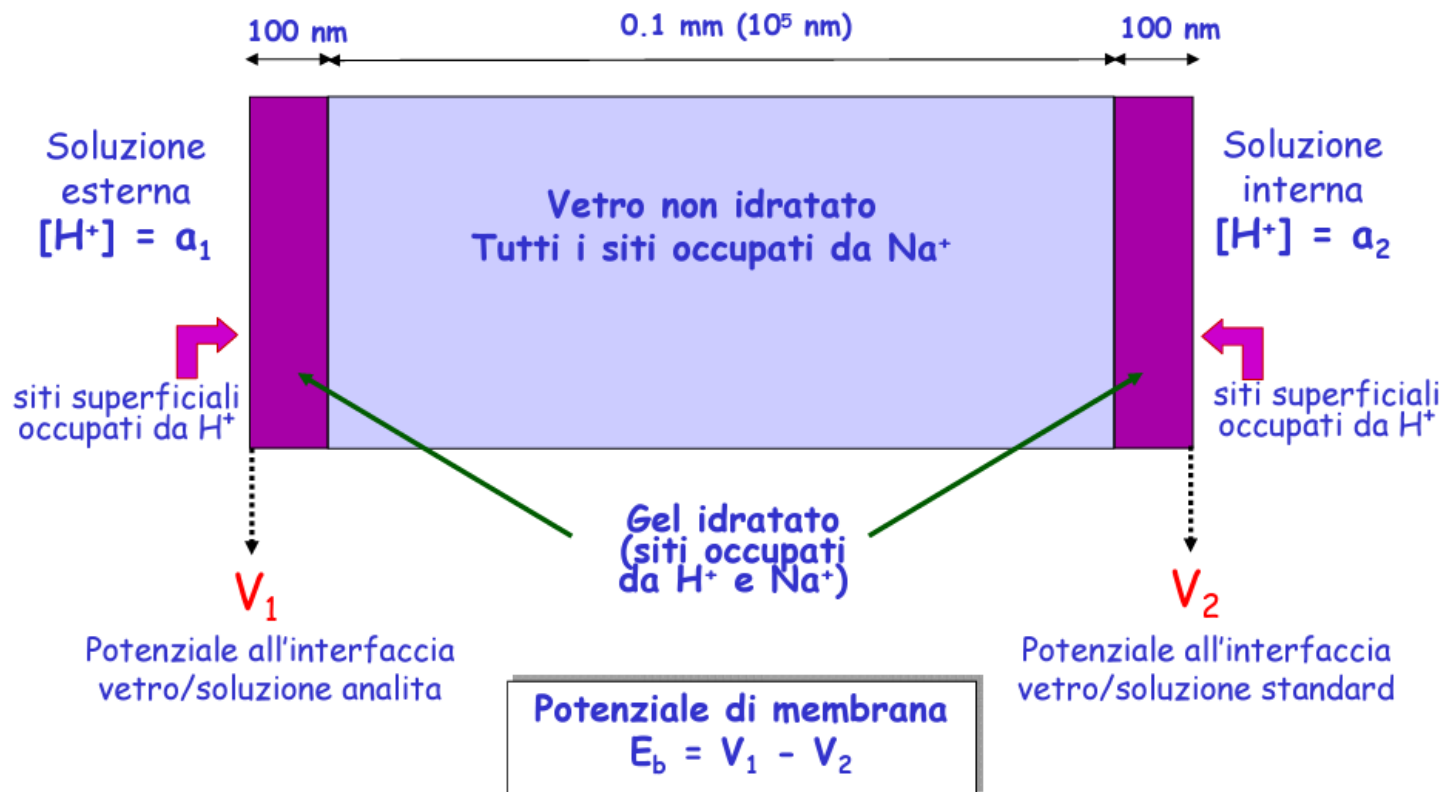 100 nm
0.1 mm (10⁵ nm)
100 nm
Soluzione
esterna
[H⁺] = a₁
Vetro non idratato
Tutti i siti occupati da Na⁺
Soluzione
interna
[H⁺] = a₂
siti superficiali
occupati da H⁺
siti superficiali
occupati da H⁺
Gel idratato
(siti occupati
da H⁺ e Na⁺)
V₁
Potenziale all'interfaccia
vetro/soluzione analita
V₂
Potenziale all'interfaccia
vetro/soluzione standard
Potenziale di membrana
E_b = V₁ - V₂